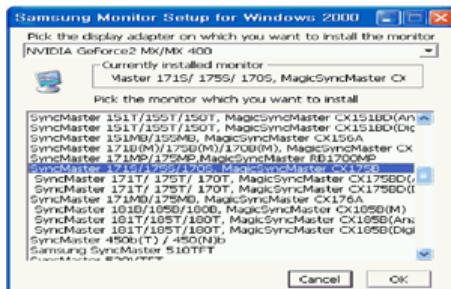 Samsung Monitor Setup for Windows 2000
Pick the display adapter on which you want to install the monitor
NVIDIA GeForce2 MX/MX 400
Currently installed monitor
Master 171S/ 175S/ 170S, MagicSyncMaster CX
Pick the monitor which you want to install
SyncMaster 151T/155T/150T, MagicSyncMaster CX151BD(Ana
SyncMaster 151T/155T/150T, MagicSyncMaster CX151BD(Dig
SyncMaster 151MB/155MB, MagicSyncMaster CX156A
SyncMaster 171B(M)/175B(M)/170B(M), MagicSyncMaster CX
SyncMaster 171MP/175MP,MagicSyncMaster RB1700MP
SyncMaster 171S/175S/170S, MagicSyncMaster CX175B
SyncMaster 171T/ 175T/ 170T, MagicSyncMaster CX175BD(
SyncMaster 171T/ 175T/ 170T, MagicSyncMaster CX175BD(
SyncMaster 171MB/175MB, MagicSyncMaster CX176A
SyncMaster 181B/185B/180B, MagicSyncMaster CX185B(M)
SyncMaster 181T/185T/180T, MagicSyncMaster CX185B(Ana
SyncMaster 181T/185T/180T, MagicSyncMaster CX185B(Digi
SyncMaster 450b(T) / 450(N)b
Samsung SyncMaster 510TFT
Cancel
OK